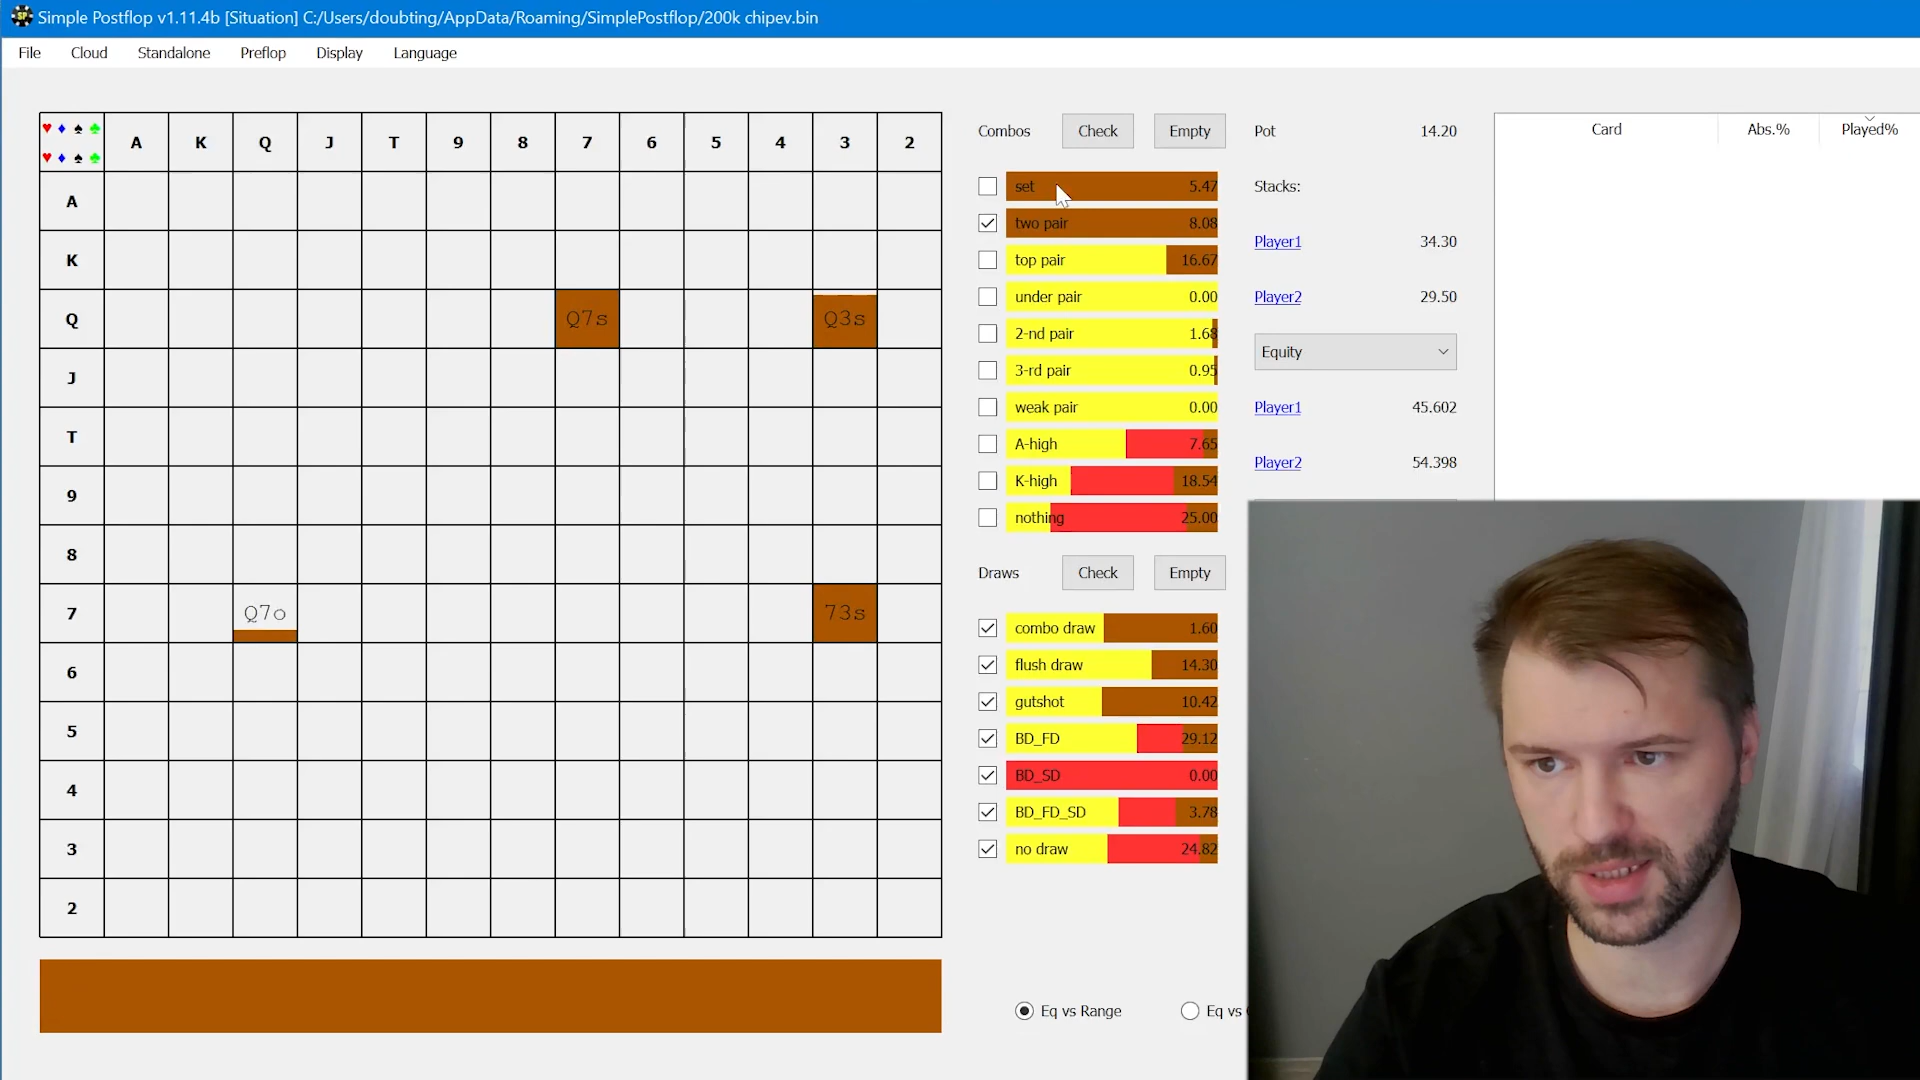 Simple Postflop v1.11.4b [Situation] C:/Users/doubting/AppData/Roaming/SimplePostflop/200k chipev.bin
File Cloud Standalone Preflop Display Language
A K Q J T 9 8 7 6 5 4 3 2
A
K
Q Q7s Q3s
J
T
9
8
7 Q7o 73s
6
5
4
3
2
Combos Check Empty
set 5.47
two pair 8.08
top pair 16.67
under pair 0.00
2-nd pair 1.68
3-rd pair 0.95
weak pair 0.00
A-high 7.65
K-high 18.54
nothing 25.00
Draws Check Empty
combo draw 1.60
flush draw 14.30
gutshot 10.42
BD_FD 29.12
BD_SD 0.00
BD_FD_SD 3.78
no draw 24.82
Eq vs Range Eq vs
Pot 14.20
Stacks:
Player1 34.30
Player2 29.50
Equity
Player1 45.602
Player2 54.398
Card Abs.% Played%